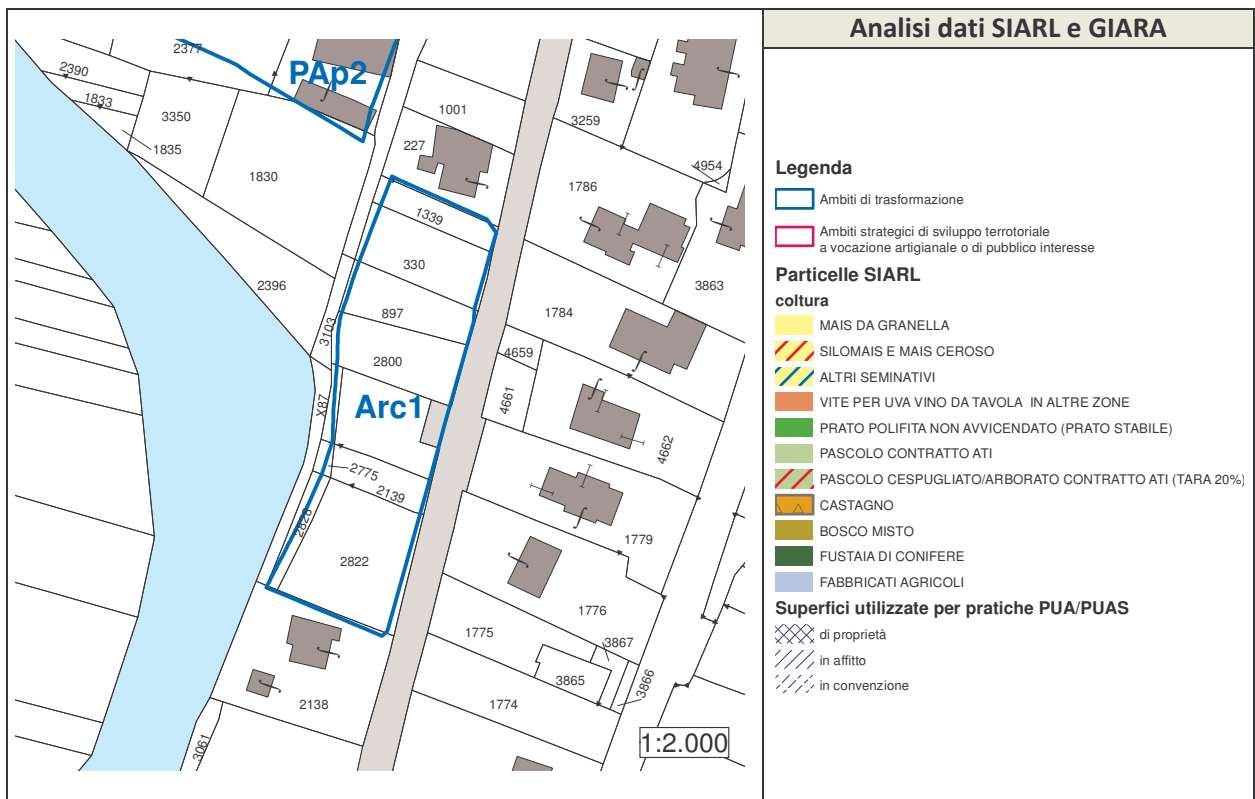 Analisi dati SIARL e GIARA
2377
PAp2
2390
1833
3350
1835
1830
1001
227
3259
4954
1786
1339
330
2396
3863
897
3103
1784
2800
4659
4661
X87
Arc1
4662
2775
2139
2828
2822
1779
1776
1775
3867
3865
3866
2138
1774
3061
1:2.000
Legenda
Ambiti di trasformazione
Ambiti strategici di sviluppo terrotoriale
a vocazione artigianale o di pubblico interesse
Particelle SIARL
coltura
MAIS DA GRANELLA
SILOMAIS E MAIS CEROSO
ALTRI SEMINATIVI
VITE PER UVA VINO DA TAVOLA IN ALTRE ZONE
PRATO POLIFITA NON AVVICENDATO (PRATO STABILE)
PASCOLO CONTRATTO ATI
PASCOLO CESPUGLIATO/ARBORATO CONTRATTO ATI (TARA 20%)
CASTAGNO
BOSCO MISTO
FUSTAIA DI CONIFERE
FABBRICATI AGRICOLI
Superfici utilizzate per pratiche PUA/PUAS
di proprietà
in affitto
in convenzione